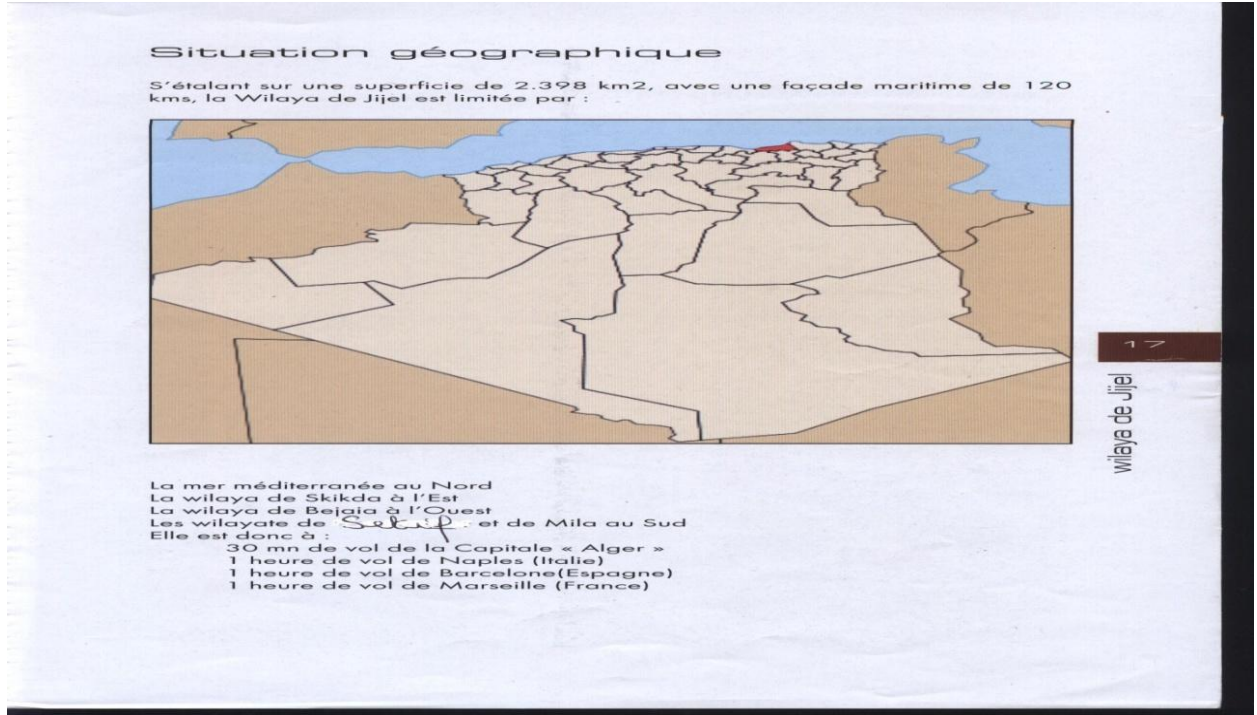 Situation géographique
S'étalant sur une superficie de 2.398 km2, avec une façade maritime de 120
kms, la Wilaya de Jijel est limitée par :
La mer méditerranée au Nord
La wilaya de Skikda à l'Est
La wilaya de Bejaia à l'Ouest
Les wilayate de Setif et de Mila au Sud
Elle est donc à :
30 mn de vol de la Capitale « Alger »
1 heure de vol de Naples (Italie)
1 heure de vol de Barcelone(Espagne)
1 heure de vol de Marseille (France)
17
wilaya de Jijel